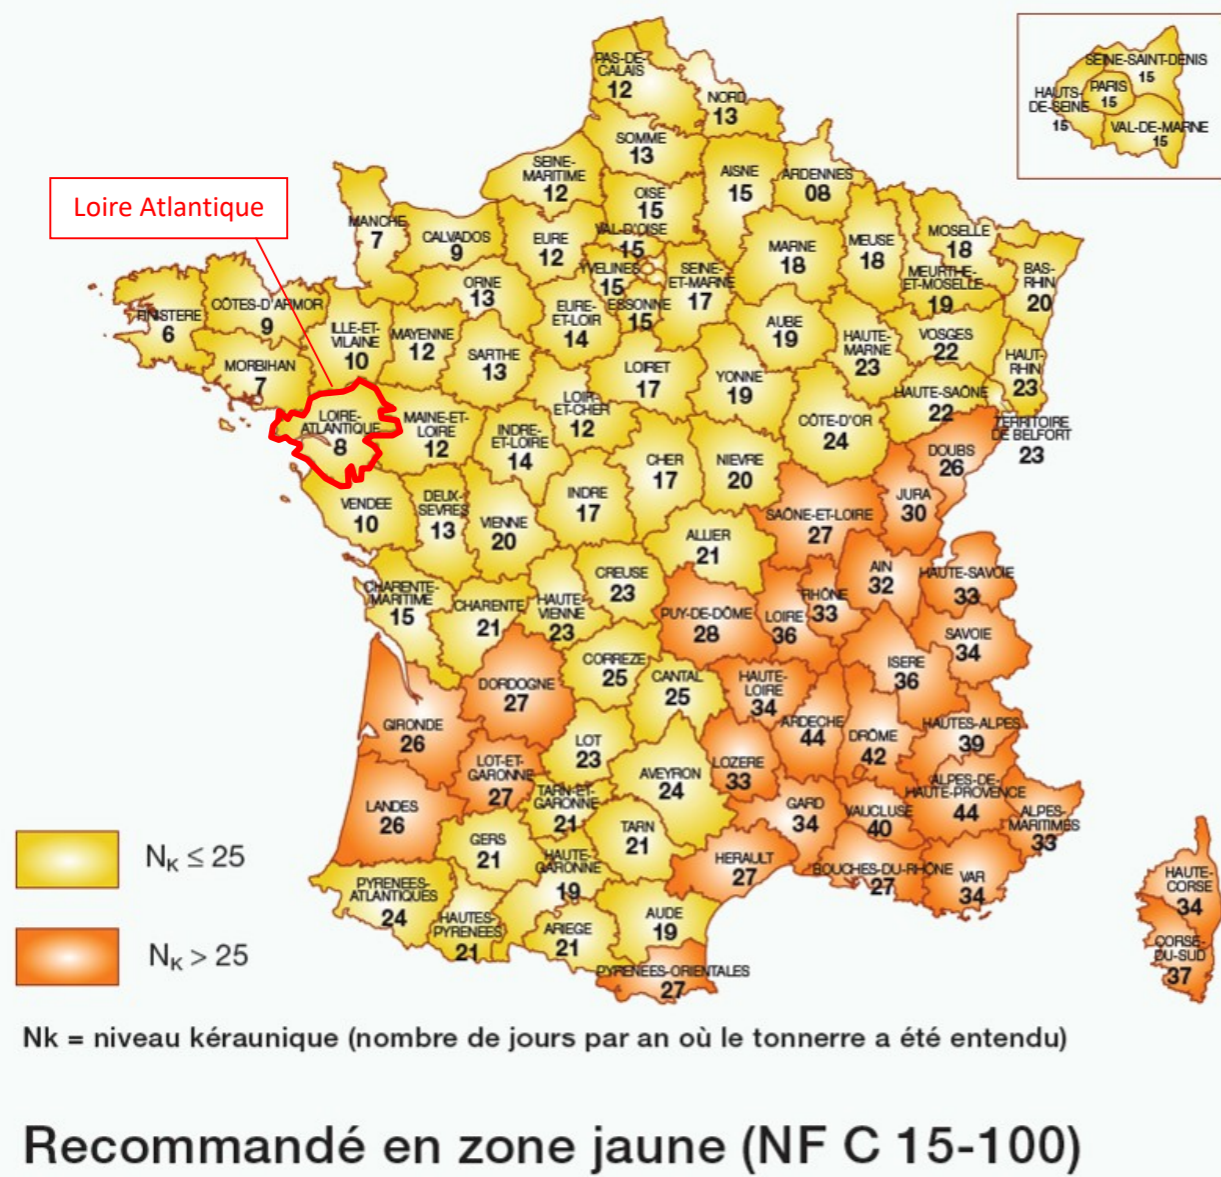 PAS-DE-
CALAIS
12
NORD
13
SEINE-SAINT-DENIS
15
HAUTS-
DE-SEINE
15
PARIS
15
VAL-DE-MARNE
15
SOMME
13
SEINE-
MARITIME
12
AISNE
15
ARDENNES
08
OISE
15
Loire Atlantique
MANCHE
7
CALVADOS
9
EURE
12
VAL-D'OISE
15
MARNE
18
MEUSE
18
MOSELLE
18
YVELINES
15
SEINE-
ET-MARNE
17
MEURTHE-
ET-MOSELLE
19
BAS-
RHIN
20
ORNE
13
FINISTERE
6
CÔTES-D'ARMOR
9
ILLE-ET-
VILAINE
10
MAYENNE
12
EURE-
ET-LOIR
14
ESSONNE
15
AUBE
19
HAUTE-
MARNE
23
VOSGES
22
HAUT-
RHIN
23
MORBIHAN
7
SARTHE
13
LOIRET
17
YONNE
19
LOIR-
ET-CHER
12
HAUTE-SAÔNE
22
TERRITOIRE
DE BELFORT
23
LOIRE-
ATLANTIQUE
8
MAINE-ET-
LOIRE
12
INDRE-
ET-LOIRE
14
CÔTE-D'OR
24
DOUBS
26
CHER
17
NIEVRE
20
JURA
30
VENDEE
10
DEUX-
SEVRES
13
VIENNE
20
INDRE
17
SAÔNE-ET-LOIRE
27
ALLIER
21
AIN
32
HAUTE-SAVOIE
33
CHARENTE-
MARITIME
15
CHARENTE
21
HAUTE-
VIENNE
23
CREUSE
23
PUY-DE-DÔME
28
LOIRE
36
RHÔNE
33
SAVOIE
34
CORREZE
25
CANTAL
25
HAUTE-
LOIRE
34
ISERE
36
DORDOGNE
27
GIRONDE
26
LOT
23
LOT-ET-
GARONNE
27
AVEYRON
24
LOZERE
33
ARDECHE
44
DRÔME
42
HAUTES-ALPES
39
LANDES
26
TARN-ET-
GARONNE
21
GARD
34
VAUCLUSE
40
ALPES-DE-
HAUTE-PROVENCE
44
ALPES-
MARITIMES
33
GERS
21
TARN
21
HAUTE-
GARONNE
19
HERAULT
27
BOUCHES-DU-RHÔNE
27
VAR
34
HAUTE-
CORSE
34
PYRENEES-
ATLANTIQUES
24
HAUTES-
PYRENEES
21
ARIEGE
21
AUDE
19
PYRENEES-ORIENTALES
27
CORSE-
DU-SUD
37
NK ≤ 25
NK > 25
Nk = niveau kéraunique (nombre de jours par an où le tonnerre a été entendu)
Recommandé en zone jaune (NF C 15-100)